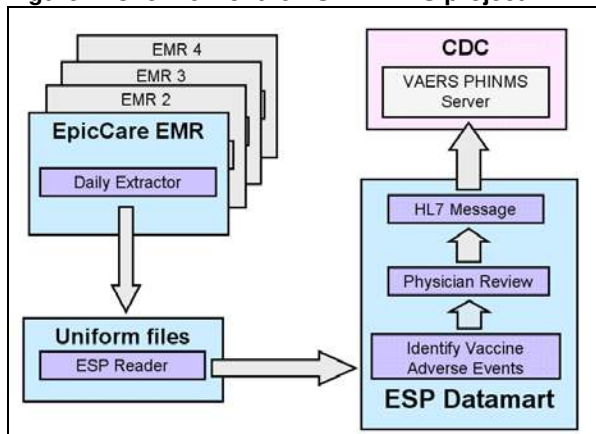 EMR 4
EMR 3
EMR 2
EpicCare EMR
Daily Extractor
Uniform files
ESP Reader
CDC
VAERS PHINMS
Server
HL7 Message
Physician Review
Identify Vaccine
Adverse Events
ESP Datamart